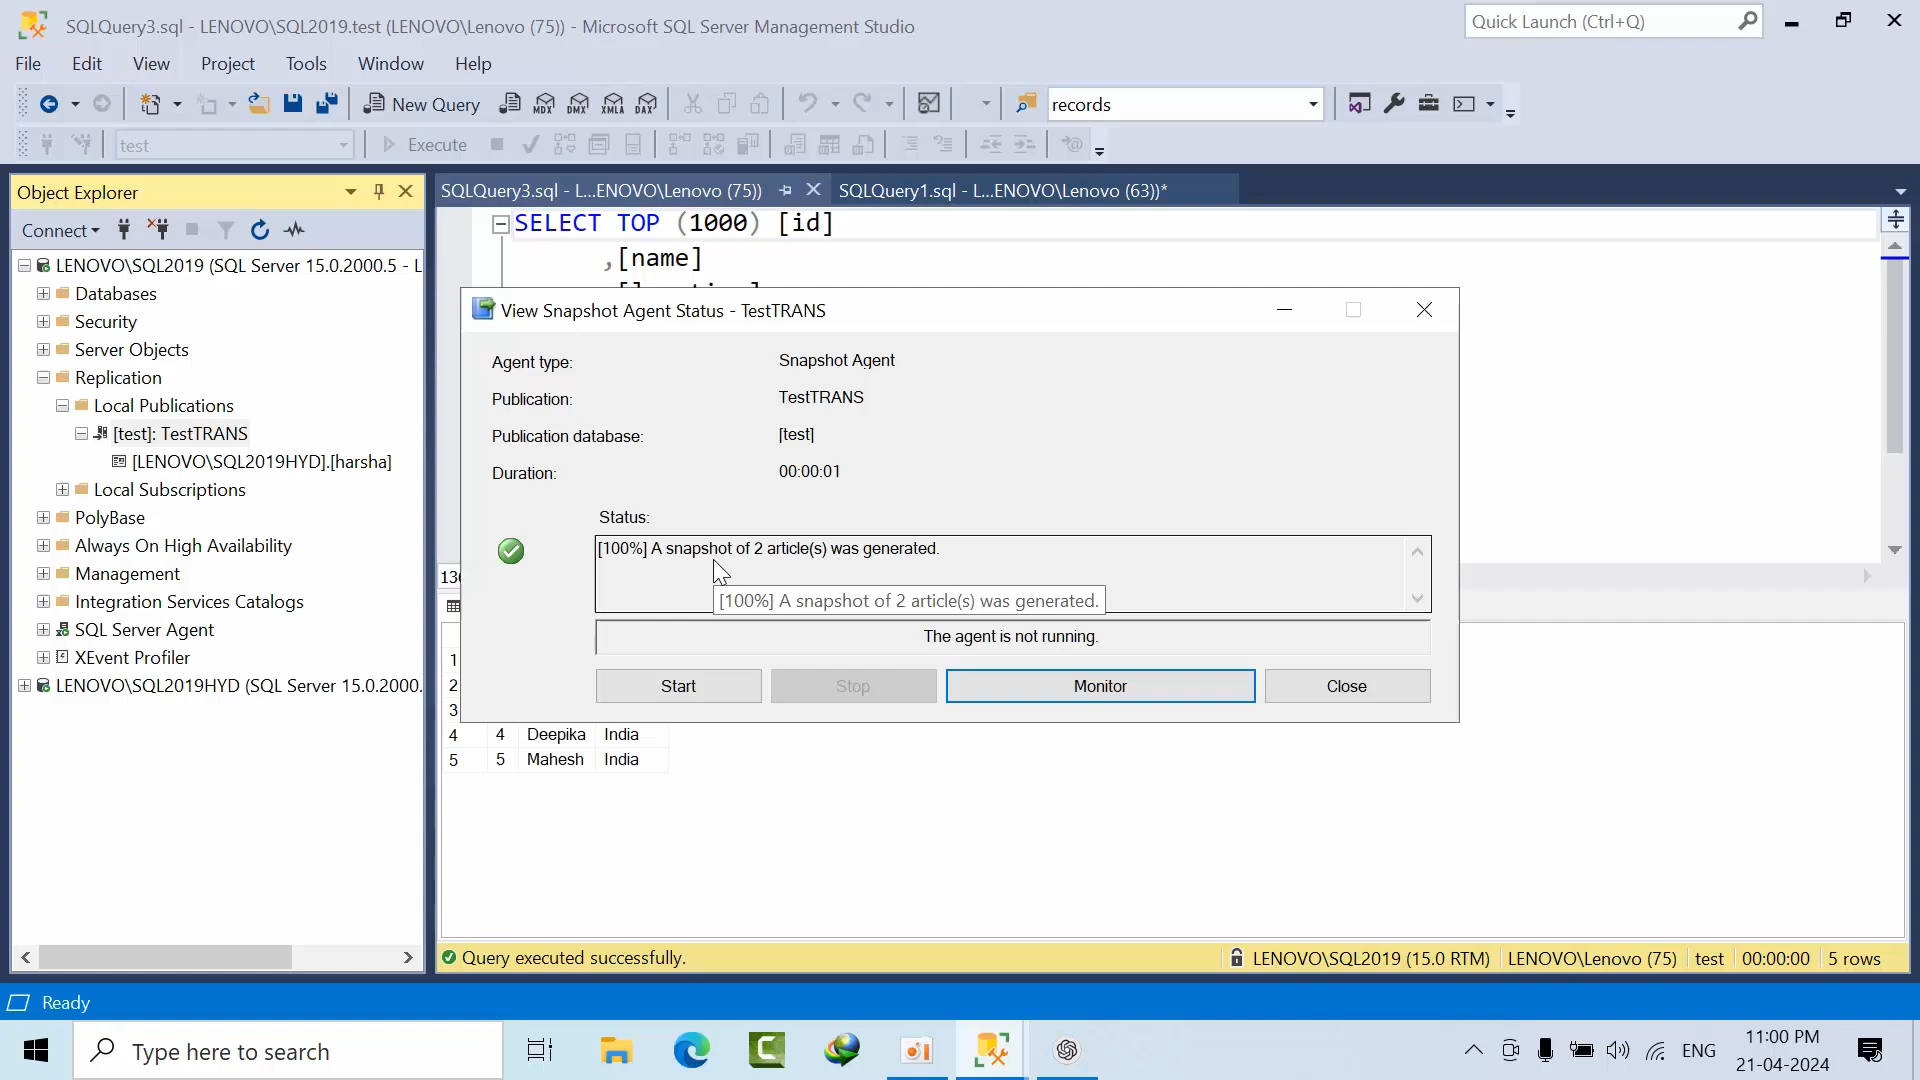 SQLQuery3.sql - LENOVO\SQL2019.test (LENOVO\Lenovo (75)) - Microsoft SQL Server Management Studio
Quick Launch (Ctrl+Q)
File Edit View Project Tools Window Help
New Query MDX DMX XMLA DAX records
test Execute
Object Explorer
SQLQuery3.sql - L...ENOVO\Lenovo (75)) SQLQuery1.sql - L...ENOVO\Lenovo (63))*
Connect
SELECT TOP (1000) [id]
,[name]
LENOVO\SQL2019 (SQL Server 15.0.2000.5 - L
Databases
Security
Server Objects
Replication
Local Publications
[test]: TestTRANS
[LENOVO\SQL2019HYD].[harsha]
Local Subscriptions
PolyBase
Always On High Availability
Management
Integration Services Catalogs
SQL Server Agent
XEvent Profiler
LENOVO\SQL2019HYD (SQL Server 15.0.2000.
View Snapshot Agent Status - TestTRANS
Agent type: Snapshot Agent
Publication: TestTRANS
Publication database: [test]
Duration: 00:00:01
Status:
[100%] A snapshot of 2 article(s) was generated.
[100%] A snapshot of 2 article(s) was generated.
The agent is not running.
Start Stop Monitor Close
1
2
3
4 4 Deepika India
5 5 Mahesh India
Query executed successfully. LENOVO\SQL2019 (15.0 RTM) LENOVO\Lenovo (75) test 00:00:00 5 rows
Ready
Type here to search
ENG
11:00 PM
21-04-2024